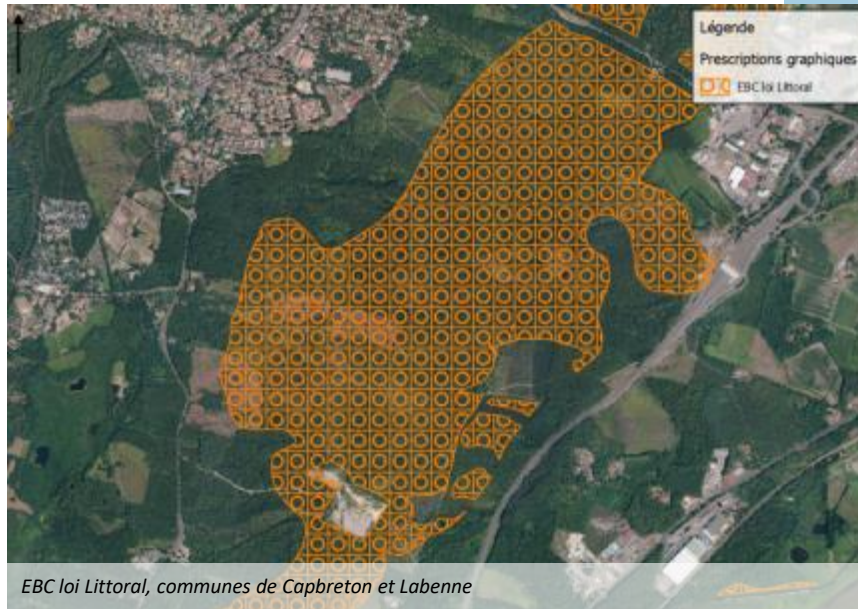 Légende
Prescriptions graphiques
EBC loi Littoral
EBC loi Littoral, communes de Capbreton et Labenne